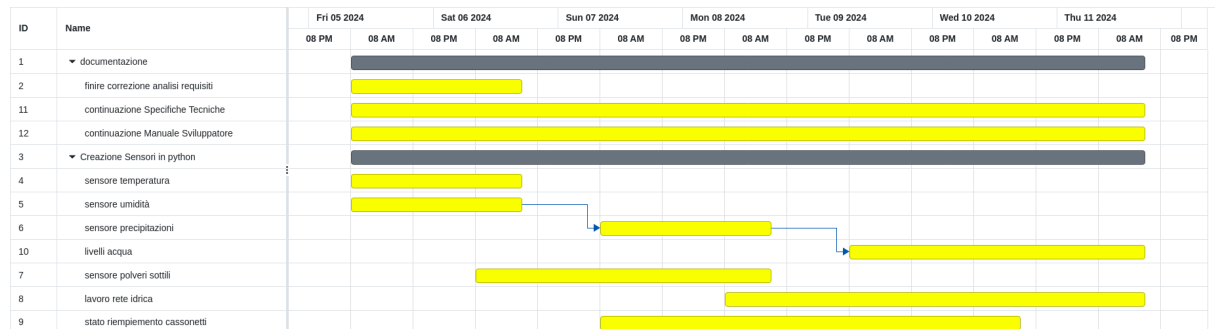 ID Name Fri 05 2024 Sat 06 2024 Sun 07 2024 Mon 08 2024 Tue 09 2024 Wed 10 2024 Thu 11 2024
08 PM 08 AM 08 PM 08 AM 08 PM 08 AM 08 PM 08 AM 08 PM 08 AM 08 PM 08 AM 08 PM 08 AM 08 PM
1 documentazione
2 finire correzione analisi requisiti
11 continuazione Specifiche Tecniche
12 continuazione Manuale Sviluppatore
3 Creazione Sensori in python
4 sensore temperatura
5 sensore umidità
6 sensore precipitazioni
10 livelli acqua
7 sensore polveri sottili
8 lavoro rete idrica
9 stato riempiemento cassonetti